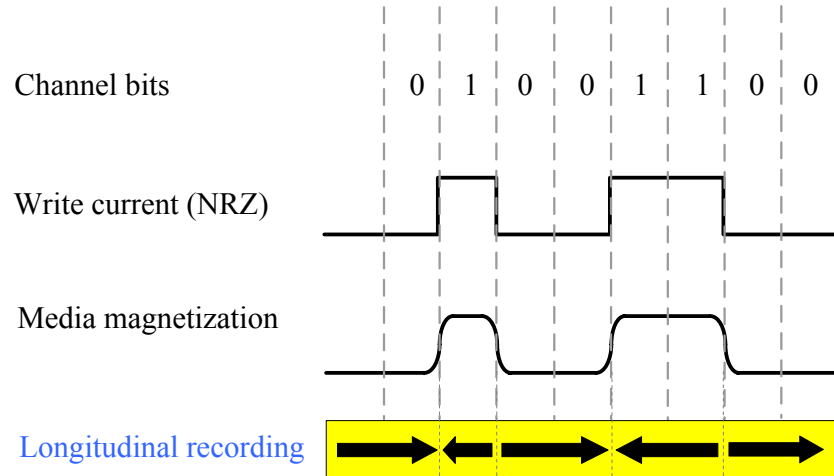 Channel bits 0 1 0 0 1 1 0 0
Write current (NRZ)
Media magnetization
Longitudinal recording